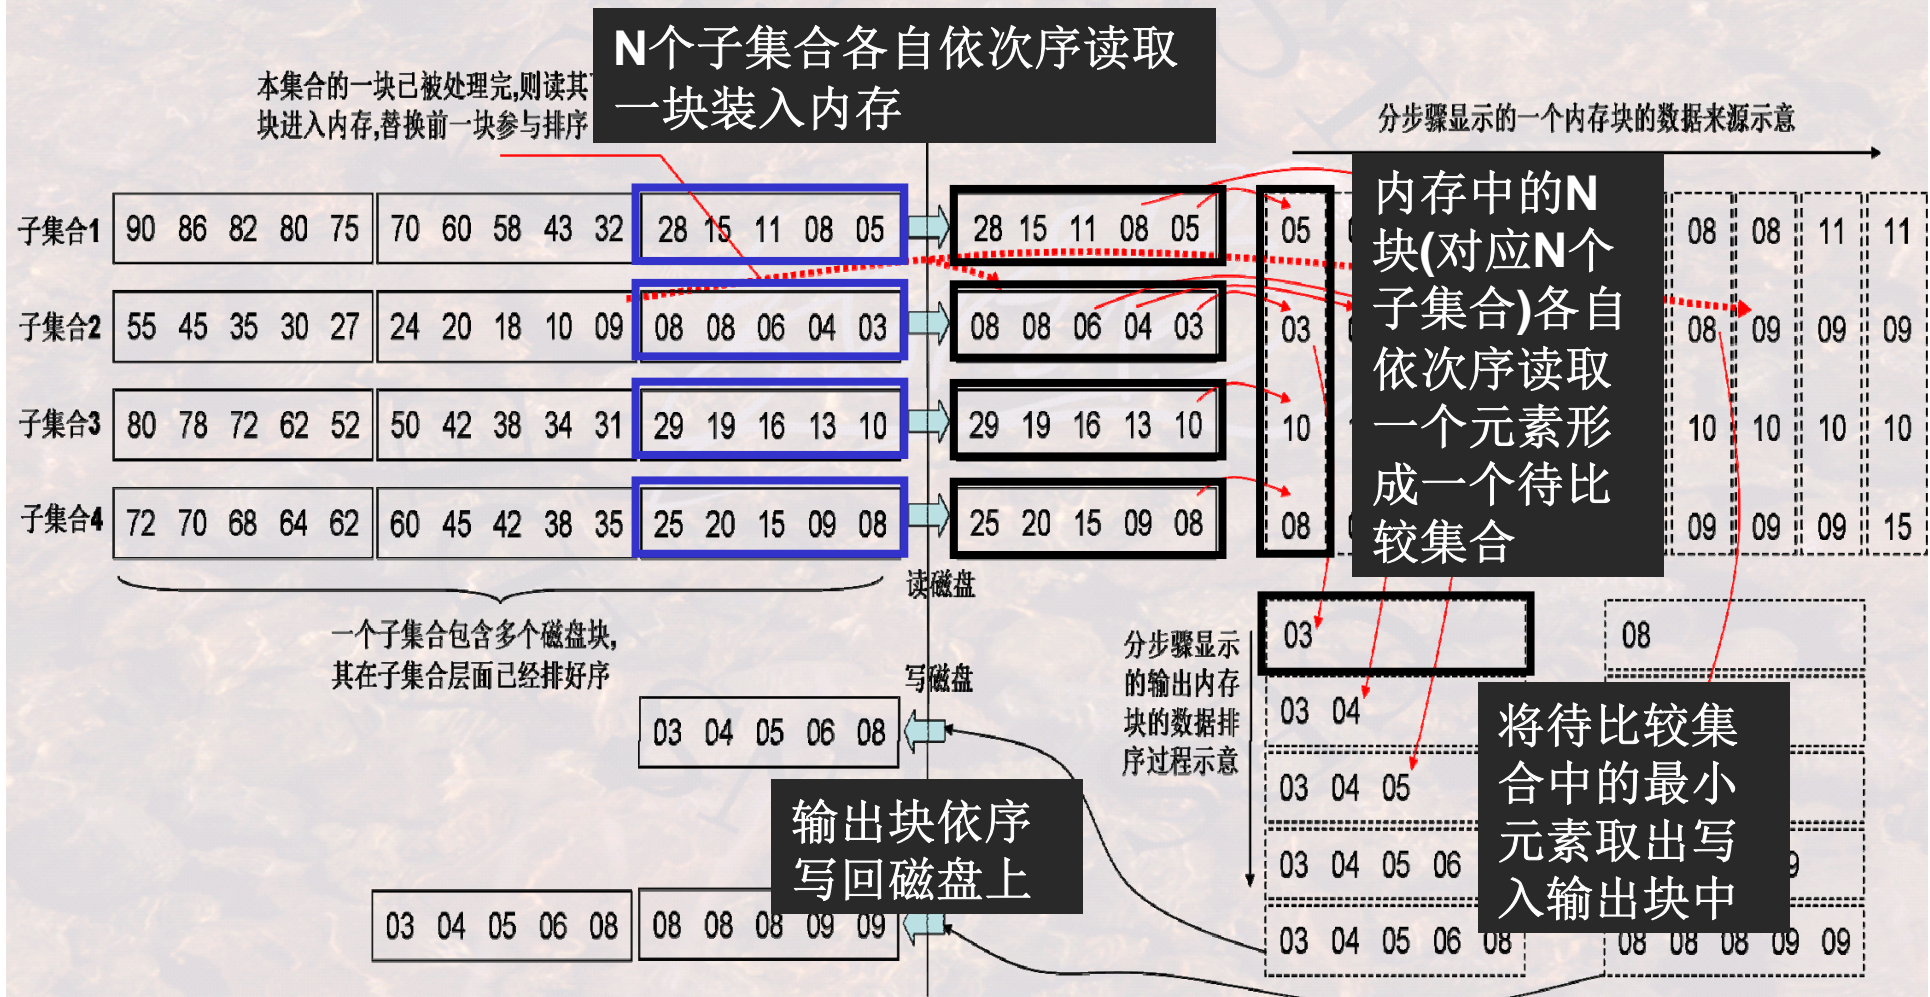 N个子集合各自依次序读取
一块装入内存
本集合的一块已被处理完,则读其
块进入内存,替换前一块参与排序
分步骤显示的一个内存块的数据来源示意
内存中的N
块(对应N个
子集合)各自
依次序读取
一个元素形
成一个待比
较集合
子集合1 90 86 82 80 75 70 60 58 43 32 28 15 11 08 05 28 15 11 08 05 05 08 08 11 11
子集合2 55 45 35 30 27 24 20 18 10 09 08 08 06 04 03 08 08 06 04 03 03 08 09 09 09
子集合3 80 78 72 62 52 50 42 38 34 31 29 19 16 13 10 29 19 16 13 10 10 10 10 10 10
子集合4 72 70 68 64 62 60 45 42 38 35 25 20 15 09 08 25 20 15 09 08 08 09 09 09 15
读磁盘
一个子集合包含多个磁盘块,
其在子集合层面已经排好序
写磁盘
分步骤显示
的输出内存
块的数据排
序过程示意
03 04 05 06 08
输出块依序
写回磁盘上
03 04 05 06 08 08 08 08 09 09
03
03 04
03 04 05
03 04 05 06
03 04 05 06 08
08
将待比较集
合中的最小
元素取出写
入输出块中
08 08 08 09 09